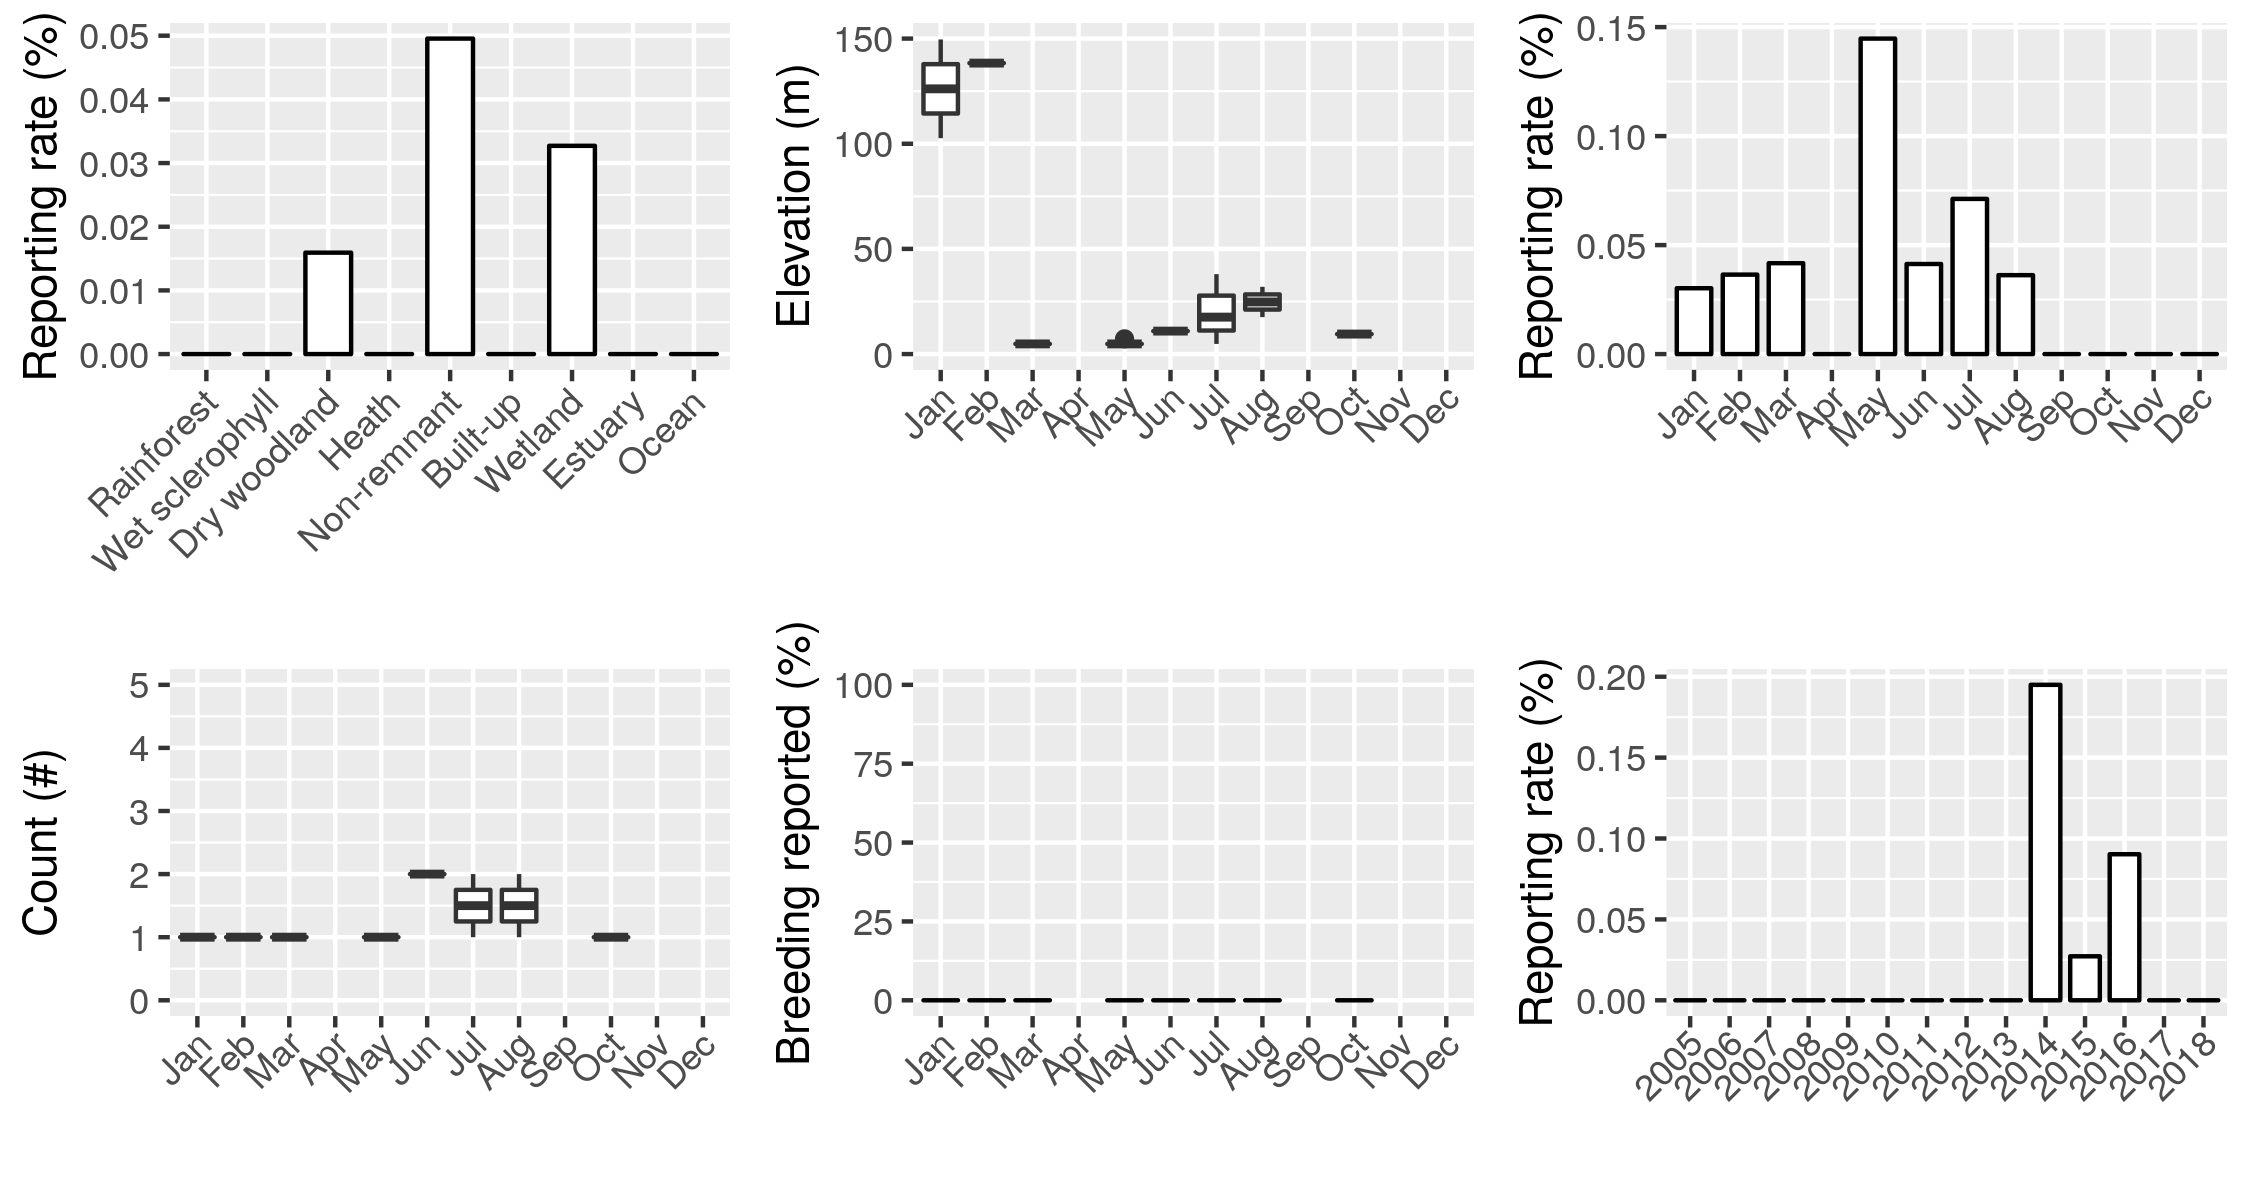 Reporting rate (%)
0.05
0.04
0.03
0.02
0.01
0.00
Rainforest
Wet sclerophyll
Dry woodland
Heath
Non-remnant
Built-up
Wetland
Estuary
Ocean
Elevation (m)
150
100
50
0
Jan
Feb
Mar
Apr
May
Jun
Jul
Aug
Sep
Oct
Nov
Dec
Reporting rate (%)
0.15
0.10
0.05
0.00
Jan
Feb
Mar
Apr
May
Jun
Jul
Aug
Sep
Oct
Nov
Dec
Count (#)
5
4
3
2
1
0
Jan
Feb
Mar
Apr
May
Jun
Jul
Aug
Sep
Oct
Nov
Dec
Breeding reported (%)
100
75
50
25
0
Jan
Feb
Mar
Apr
May
Jun
Jul
Aug
Sep
Oct
Nov
Dec
Reporting rate (%)
0.20
0.15
0.10
0.05
0.00
2005
2006
2007
2008
2009
2010
2011
2012
2013
2014
2015
2016
2017
2018